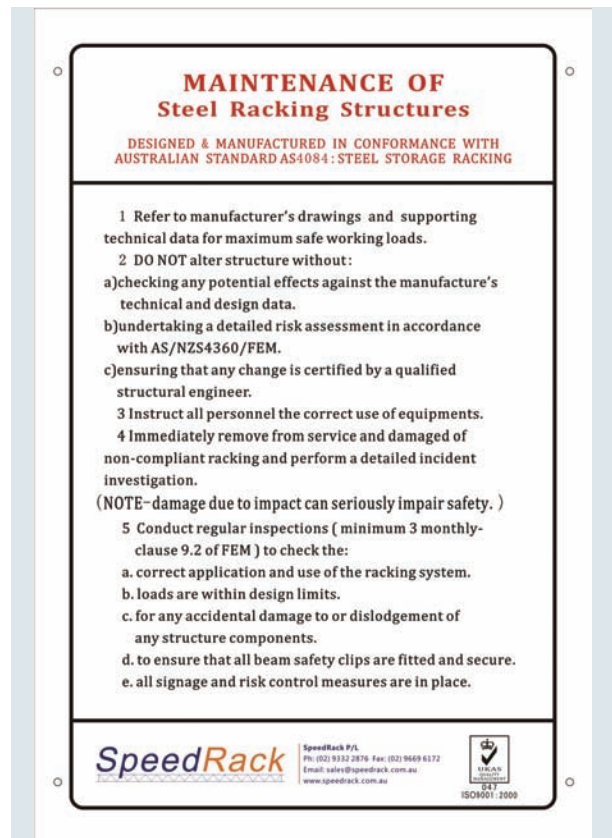 MAINTENANCE OF
Steel Racking Structures
DESIGNED & MANUFACTURED IN CONFORMANCE WITH
AUSTRALIAN STANDARD AS4084: STEEL STORAGE RACKING
1 Refer to manufacturer's drawings and supporting
technical data for maximum safe working loads.
2 DO NOT alter structure without:
a)checking any potential effects against the manufacture's
technical and design data.
b)undertaking a detailed risk assessment in accordance
with AS/NZS4360/FEM.
c)ensuring that any change is certified by a qualified
structural engineer.
3 Instruct all personnel the correct use of equipments.
4 Immediately remove from service and damaged of
non-compliant racking and perform a detailed incident
investigation.
(NOTE-damage due to impact can seriously impair safety. )
5 Conduct regular inspections ( minimum 3 monthly-
clause 9.2 of FEM ) to check the:
a. correct application and use of the racking system.
b. loads are within design limits.
c. for any accidental damage to or dislodgement of
any structure components.
d. to ensure that all beam safety clips are fitted and secure.
e. all signage and risk control measures are in place.
SpeedRack
SpeedRack P/L
Ph: (02) 9332 2876 Fax: (02) 9669 6172
Email: sales@speedrack.com.au
www.speedrack.com.au
UKAS
QUALITY
MANAGEMENT
047
ISO9001:2000